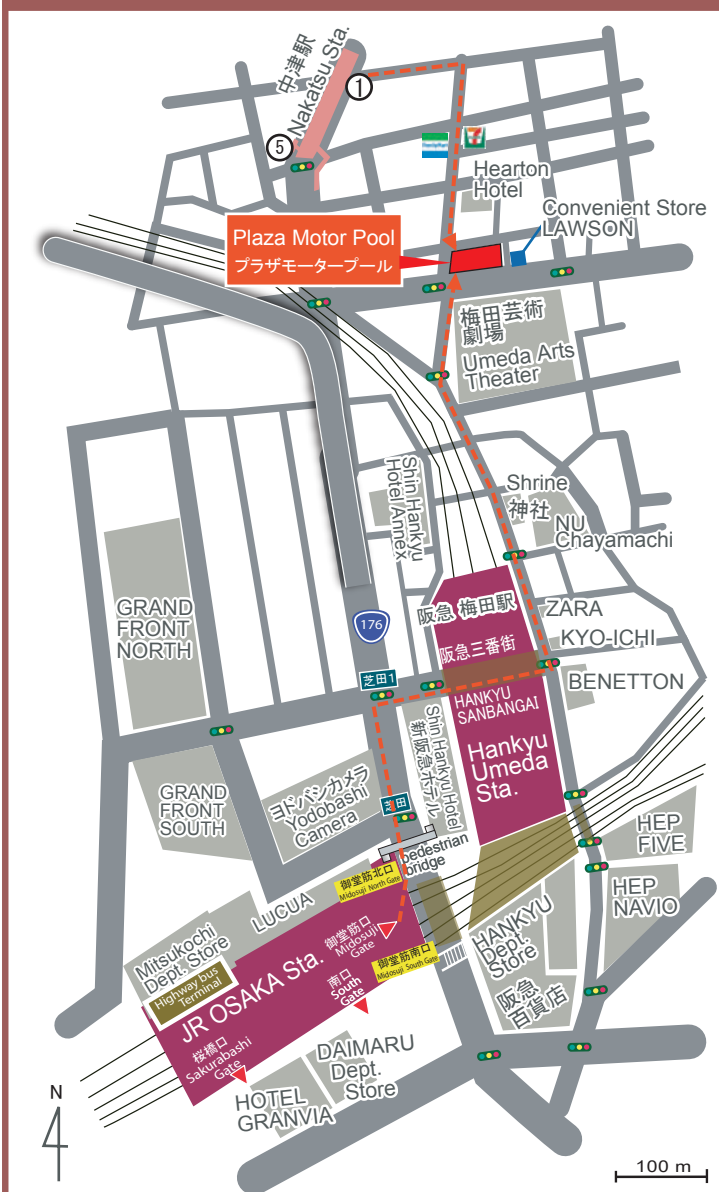 中津駅
Nakatsu Sta.
①
⑤
7
Hearton
Hotel
Convenient Store
LAWSON
Plaza Motor Pool
プラザモータープール
梅田芸術
劇場
Umeda Arts
Theater
Shin Hankyu
Hotel Annex
Shrine
神社
NU
Chayamachi
GRAND
FRONT
NORTH
176
阪急 梅田駅
ZARA
KYO-ICHI
阪急三番街
芝田1
BENETTON
HANKYU
SANBANGAI
Shin Hankyu Hotel
新阪急ホテル
Hankyu
Umeda
Sta.
GRAND
FRONT
SOUTH
ヨドバシカメラ
Yodobashi
Camera
pedestrian
bridge
HEP
FIVE
御堂筋北口
Midosuji North Gate
HEP
NAVIO
LUCUA
Mitsukochi
Dept. Store
御堂筋口
Midosuji
Gate
御堂筋南口
Midosuji South Gate
HANKYU
Dept.
Store
阪急
百貨店
Highway bus
Terminal
JR OSAKA Sta.
南口
South
Gate
桜橋口
Sakurabashi
Gate
DAIMARU
Dept.
Store
HOTEL
GRANVIA
N
100 m